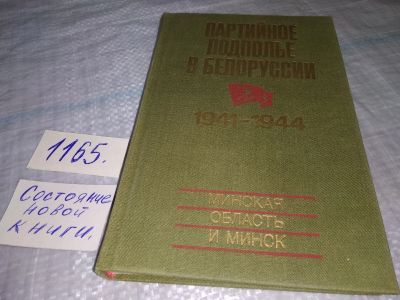 ПАРТИЙНОЕ
ПОДПОЛЬЕ
В БЕЛОРУССИИ
1941-1944
МИНСКАЯ
ОБЛАСТЬ
И МИНСК
1165.
Состояние
новой
книги.